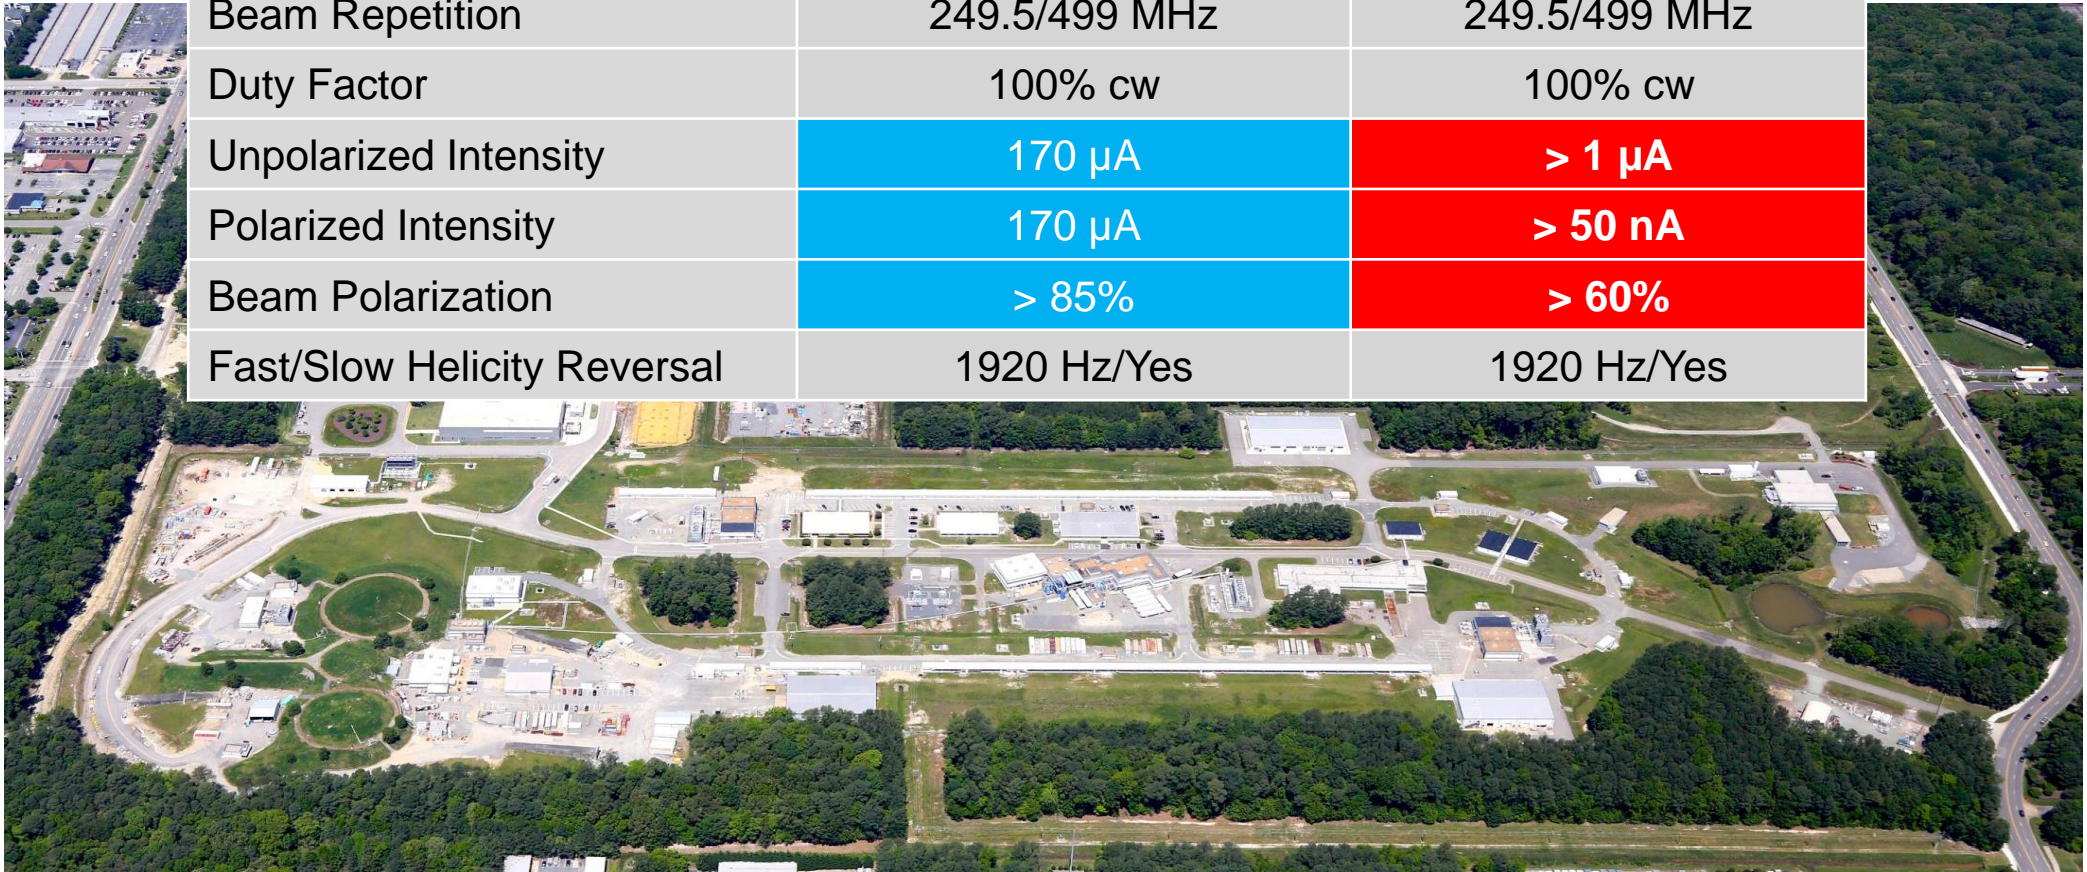 Beam Repetition 249.5/499 MHz 249.5/499 MHz
Duty Factor 100% cw 100% cw
Unpolarized Intensity 170 μA > 1 μA
Polarized Intensity 170 μA > 50 nA
Beam Polarization > 85% > 60%
Fast/Slow Helicity Reversal 1920 Hz/Yes 1920 Hz/Yes